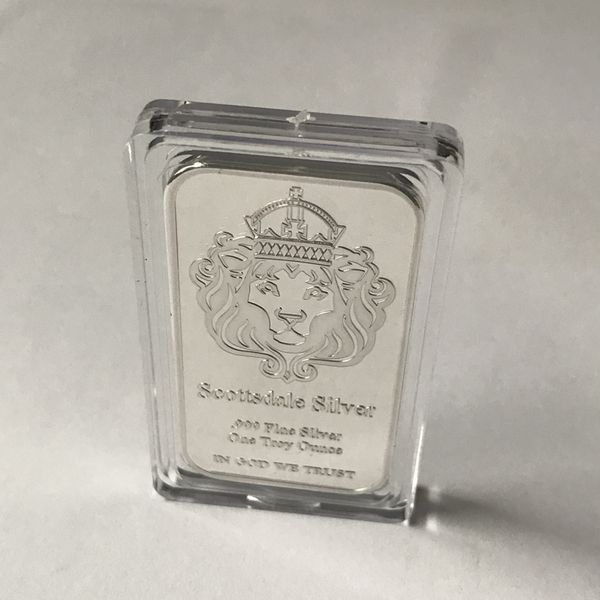 Scottsdale Silver
.999 Fine Silver
One Troy Ounce
IN GOD WE TRUST